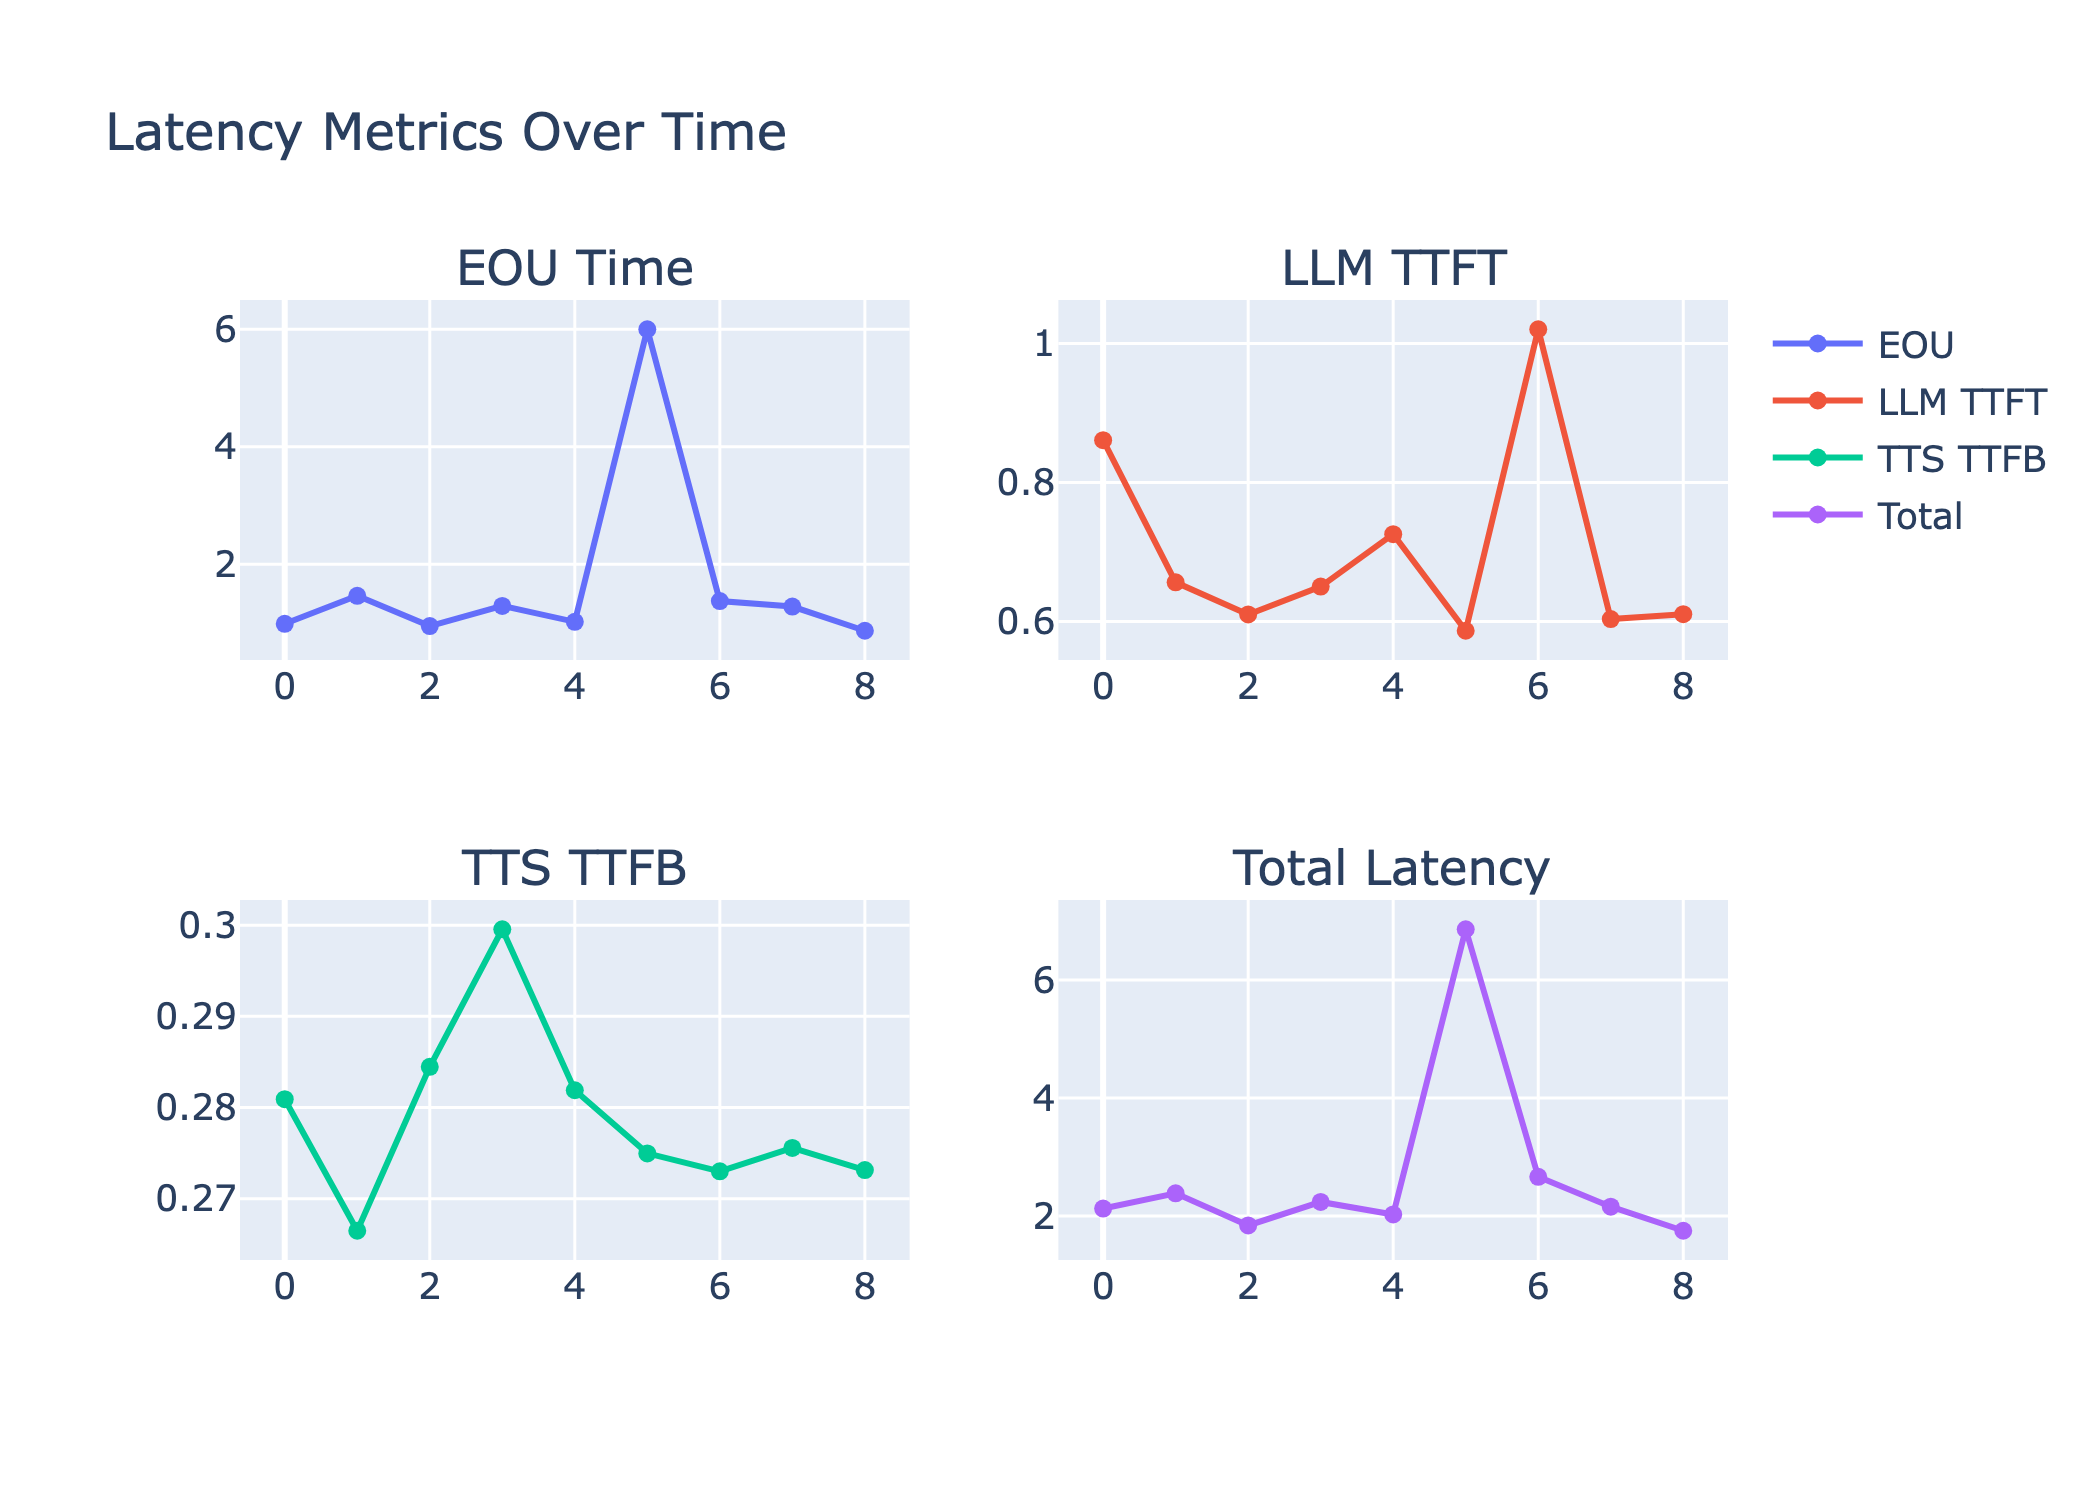 Latency Metrics Over Time
EOU Time
6
4
2
0 2 4 6 8
LLM TTFT
1
0.8
0.6
0 2 4 6 8
EOU
LLM TTFT
TTS TTFB
Total
TTS TTFB
0.3
0.29
0.28
0.27
0 2 4 6 8
Total Latency
6
4
2
0 2 4 6 8